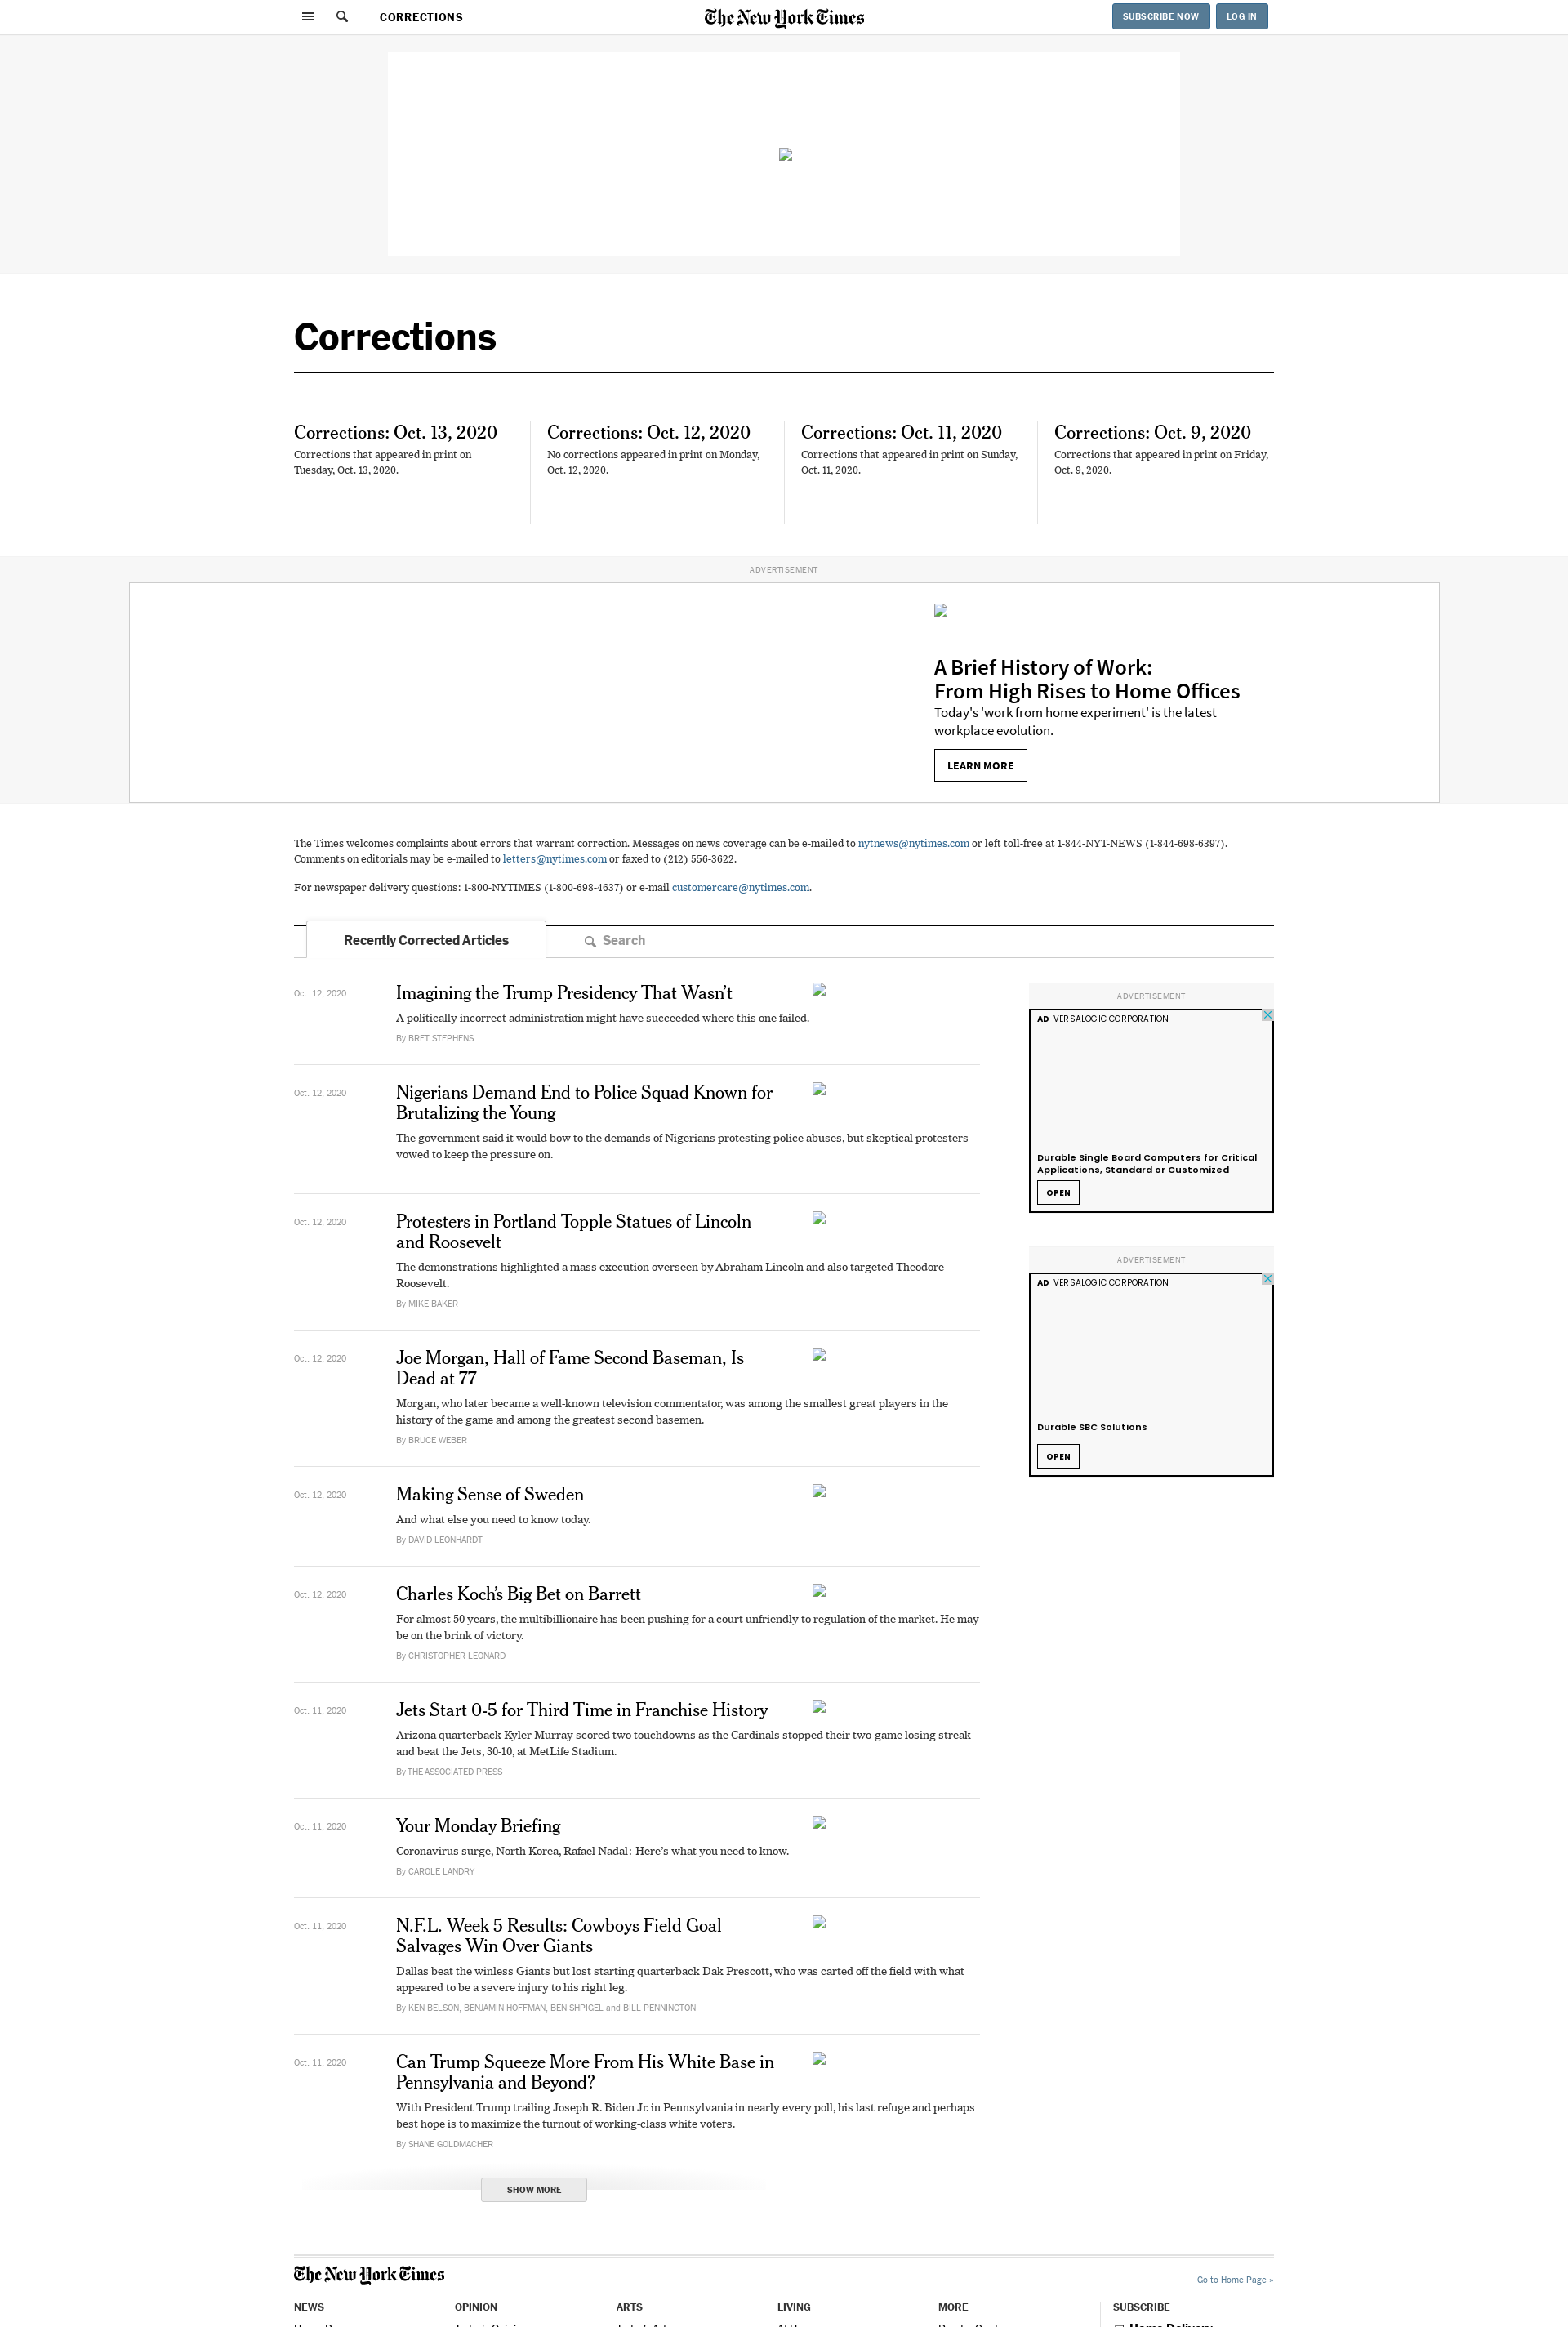 CORRECTIONS
The New York Times
SUBSCRIBE NOW
LOG IN
Corrections
Corrections: Oct. 13, 2020
Corrections that appeared in print on
Tuesday, Oct. 13, 2020.
Corrections: Oct. 12, 2020
No corrections appeared in print on Monday,
Oct. 12, 2020.
Corrections: Oct. 11, 2020
Corrections that appeared in print on Sunday,
Oct. 11, 2020.
Corrections: Oct. 9, 2020
Corrections that appeared in print on Friday,
Oct. 9, 2020.
ADVERTISEMENT
A Brief History of Work:
From High Rises to Home Offices
Today's 'work from home experiment' is the latest
workplace evolution.
LEARN MORE
The Times welcomes complaints about errors that warrant correction. Messages on news coverage can be e-mailed to nytnews@nytimes.com or left toll-free at 1-844-NYT-NEWS (1-844-698-6397).
Comments on editorials may be e-mailed to letters@nytimes.com or faxed to (212) 556-3622.
For newspaper delivery questions: 1-800-NYTIMES (1-800-698-4637) or e-mail customercare@nytimes.com.
Recently Corrected Articles
Search
Oct. 12, 2020
Imagining the Trump Presidency That Wasn’t
A politically incorrect administration might have succeeded where this one failed.
By BRET STEPHENS
Oct. 12, 2020
Nigerians Demand End to Police Squad Known for
Brutalizing the Young
The government said it would bow to the demands of Nigerians protesting police abuses, but skeptical protesters
vowed to keep the pressure on.
Oct. 12, 2020
Protesters in Portland Topple Statues of Lincoln
and Roosevelt
The demonstrations highlighted a mass execution overseen by Abraham Lincoln and also targeted Theodore
Roosevelt.
By MIKE BAKER
Oct. 12, 2020
Joe Morgan, Hall of Fame Second Baseman, Is
Dead at 77
Morgan, who later became a well-known television commentator, was among the smallest great players in the
history of the game and among the greatest second basemen.
By BRUCE WEBER
Oct. 12, 2020
Making Sense of Sweden
And what else you need to know today.
By DAVID LEONHARDT
Oct. 12, 2020
Charles Koch’s Big Bet on Barrett
For almost 50 years, the multibillionaire has been pushing for a court unfriendly to regulation of the market. He may
be on the brink of victory.
By CHRISTOPHER LEONARD
Oct. 11, 2020
Jets Start 0-5 for Third Time in Franchise History
Arizona quarterback Kyler Murray scored two touchdowns as the Cardinals stopped their two-game losing streak
and beat the Jets, 30-10, at MetLife Stadium.
By THE ASSOCIATED PRESS
Oct. 11, 2020
Your Monday Briefing
Coronavirus surge, North Korea, Rafael Nadal: Here’s what you need to know.
By CAROLE LANDRY
Oct. 11, 2020
N.F.L. Week 5 Results: Cowboys Field Goal
Salvages Win Over Giants
Dallas beat the winless Giants but lost starting quarterback Dak Prescott, who was carted off the field with what
appeared to be a severe injury to his right leg.
By KEN BELSON, BENJAMIN HOFFMAN, BEN SHPIGEL and BILL PENNINGTON
Oct. 11, 2020
Can Trump Squeeze More From His White Base in
Pennsylvania and Beyond?
With President Trump trailing Joseph R. Biden Jr. in Pennsylvania in nearly every poll, his last refuge and perhaps
best hope is to maximize the turnout of working-class white voters.
By SHANE GOLDMACHER
SHOW MORE
ADVERTISEMENT
AD VERSALOGIC CORPORATION
Durable Single Board Computers for Critical
Applications, Standard or Customized
OPEN
ADVERTISEMENT
AD VERSALOGIC CORPORATION
Durable SBC Solutions
OPEN
The New York Times
Go to Home Page »
NEWS
OPINION
ARTS
LIVING
MORE
SUBSCRIBE